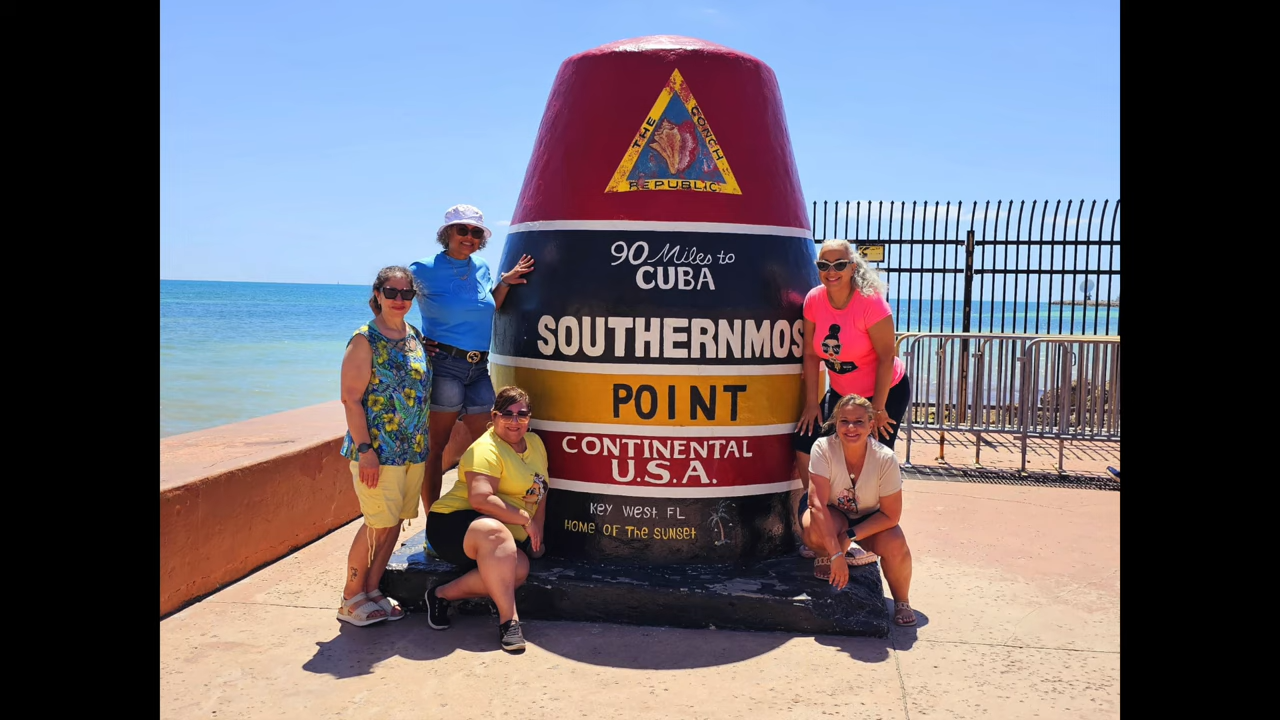 THE CONCH
REPUBLIC
90 Miles to
CUBA
SOUTHERNMOS
POINT
CONTINENTAL
U.S.A.
KEY WEST, FL
HOME OF THE SUNSET